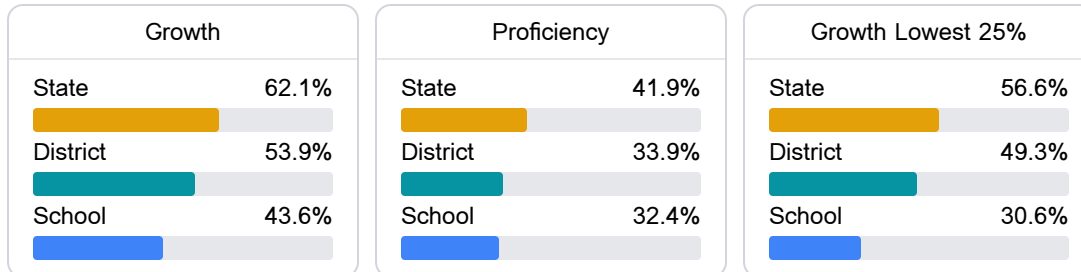 Growth
State 62.1%
District 53.9%
School 43.6%
Proficiency
State 41.9%
District 33.9%
School 32.4%
Growth Lowest 25%
State 56.6%
District 49.3%
School 30.6%